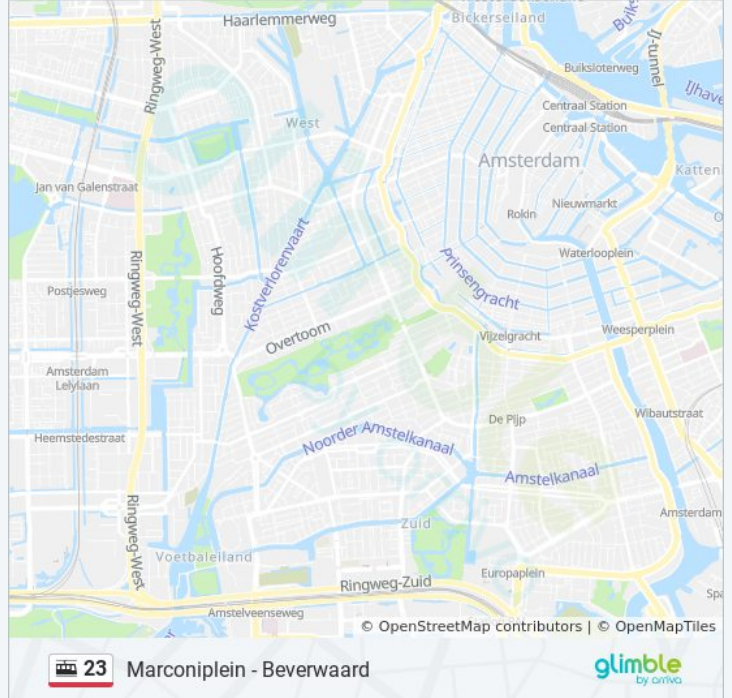 Haarlemmerweg
Bickerseiland
Ringweg-West
IJ-tunnel
Buiksloterweg
Centraal Station
Centraal Station
West
Amsterdam
Jan van Galenstraat
Nieuwmarkt
Rokin
Waterlooplein
Hoofdweg
Kostverlorenvaart
Prinsengracht
Postjesweg
Ringweg-West
Overtoom
Vijzelgracht
Weesperplein
Amsterdam
Lelylaan
De Pijp
Wibautstraat
Heemstedestraat
Noorder Amstelkanaal
Amstelkanaal
Ringweg-West
Amsterdam
Zuid
Voetbaleiland
Europaplein
Ringweg-Zuid
Amstelveenseweg
© OpenStreetMap contributors | © OpenMapTiles
23 Marconiplein - Beverwaard
glimble
by arriva